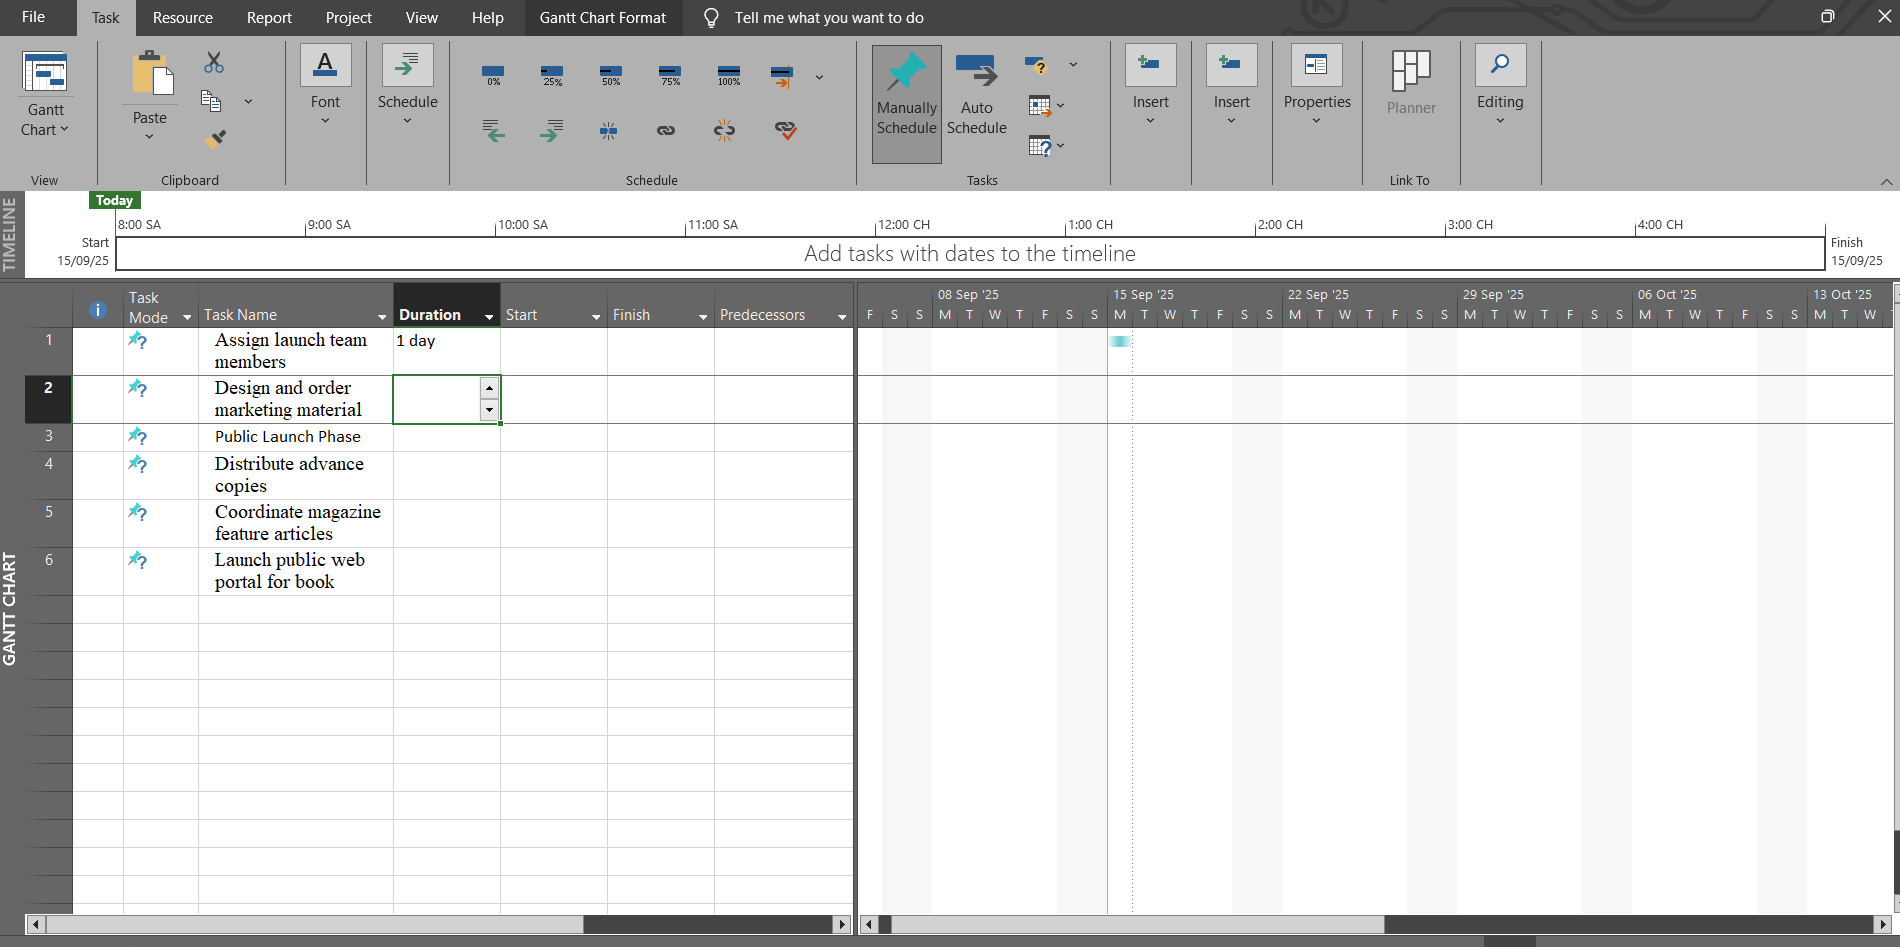 File Task Resource Report Project View Help Gantt Chart Format Tell me what you want to do
Gantt
Chart
View
Paste
Clipboard
Font
Schedule
0% 25% 50% 75% 100%
Schedule
Manually
Schedule
Auto
Schedule
Tasks
Insert
Insert
Properties
Planner
Link To
Editing
TIMELINE
Today
8:00 SA 9:00 SA 10:00 SA 11:00 SA 12:00 CH 1:00 CH 2:00 CH 3:00 CH 4:00 CH
Start
15/09/25
Add tasks with dates to the timeline
Finish
15/09/25
GANTT CHART
Task
Mode
Task Name Duration Start Finish Predecessors
08 Sep '25 15 Sep '25 22 Sep '25 29 Sep '25 06 Oct '25 13 Oct '25
F S S M T W T F S S M T W T F S S M T W T F S S M T W T F S S M T W T F S S M T W
1 Assign launch team
members
1 day
2 Design and order
marketing material
3 Public Launch Phase
4 Distribute advance
copies
5 Coordinate magazine
feature articles
6 Launch public web
portal for book